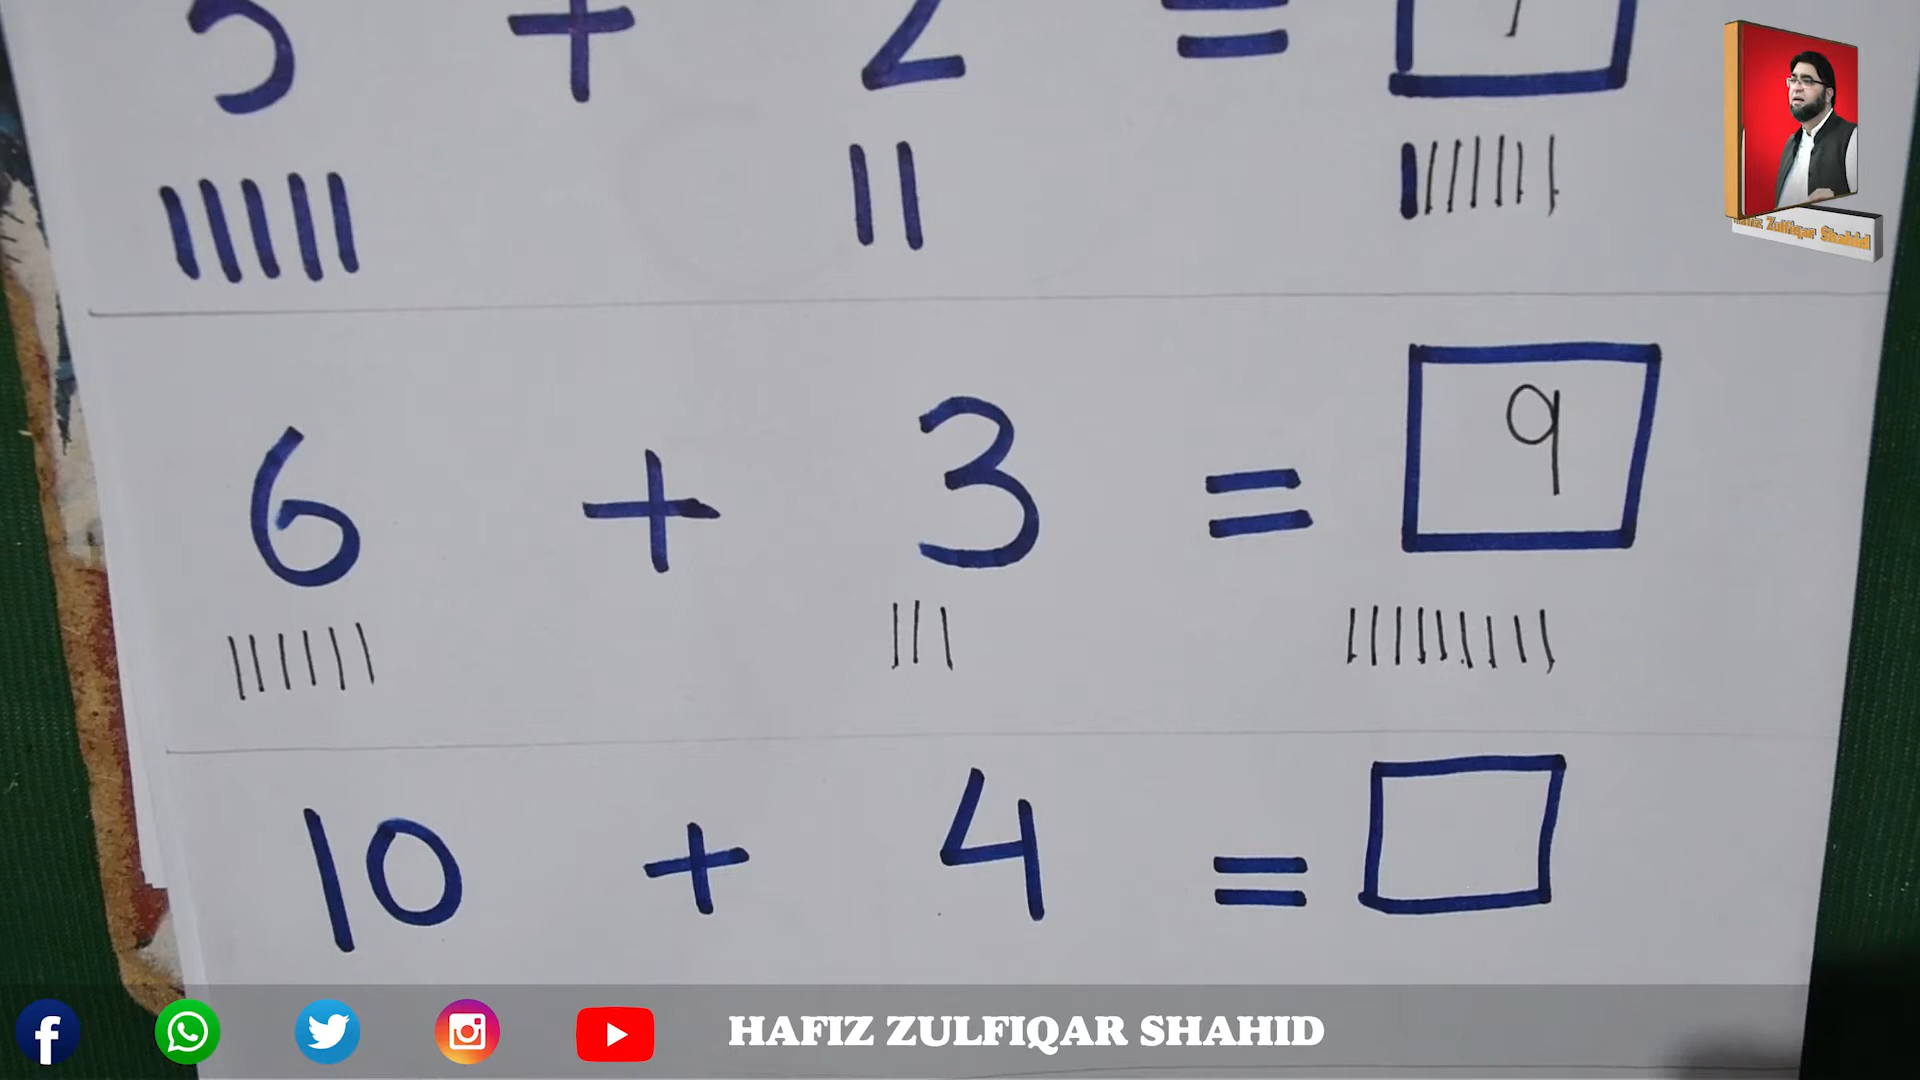 5 + 2 = 7
6 + 3 = 9
10 + 4 =
Hafiz Zulfiqar Shahid
HAFIZ ZULFIQAR SHAHID